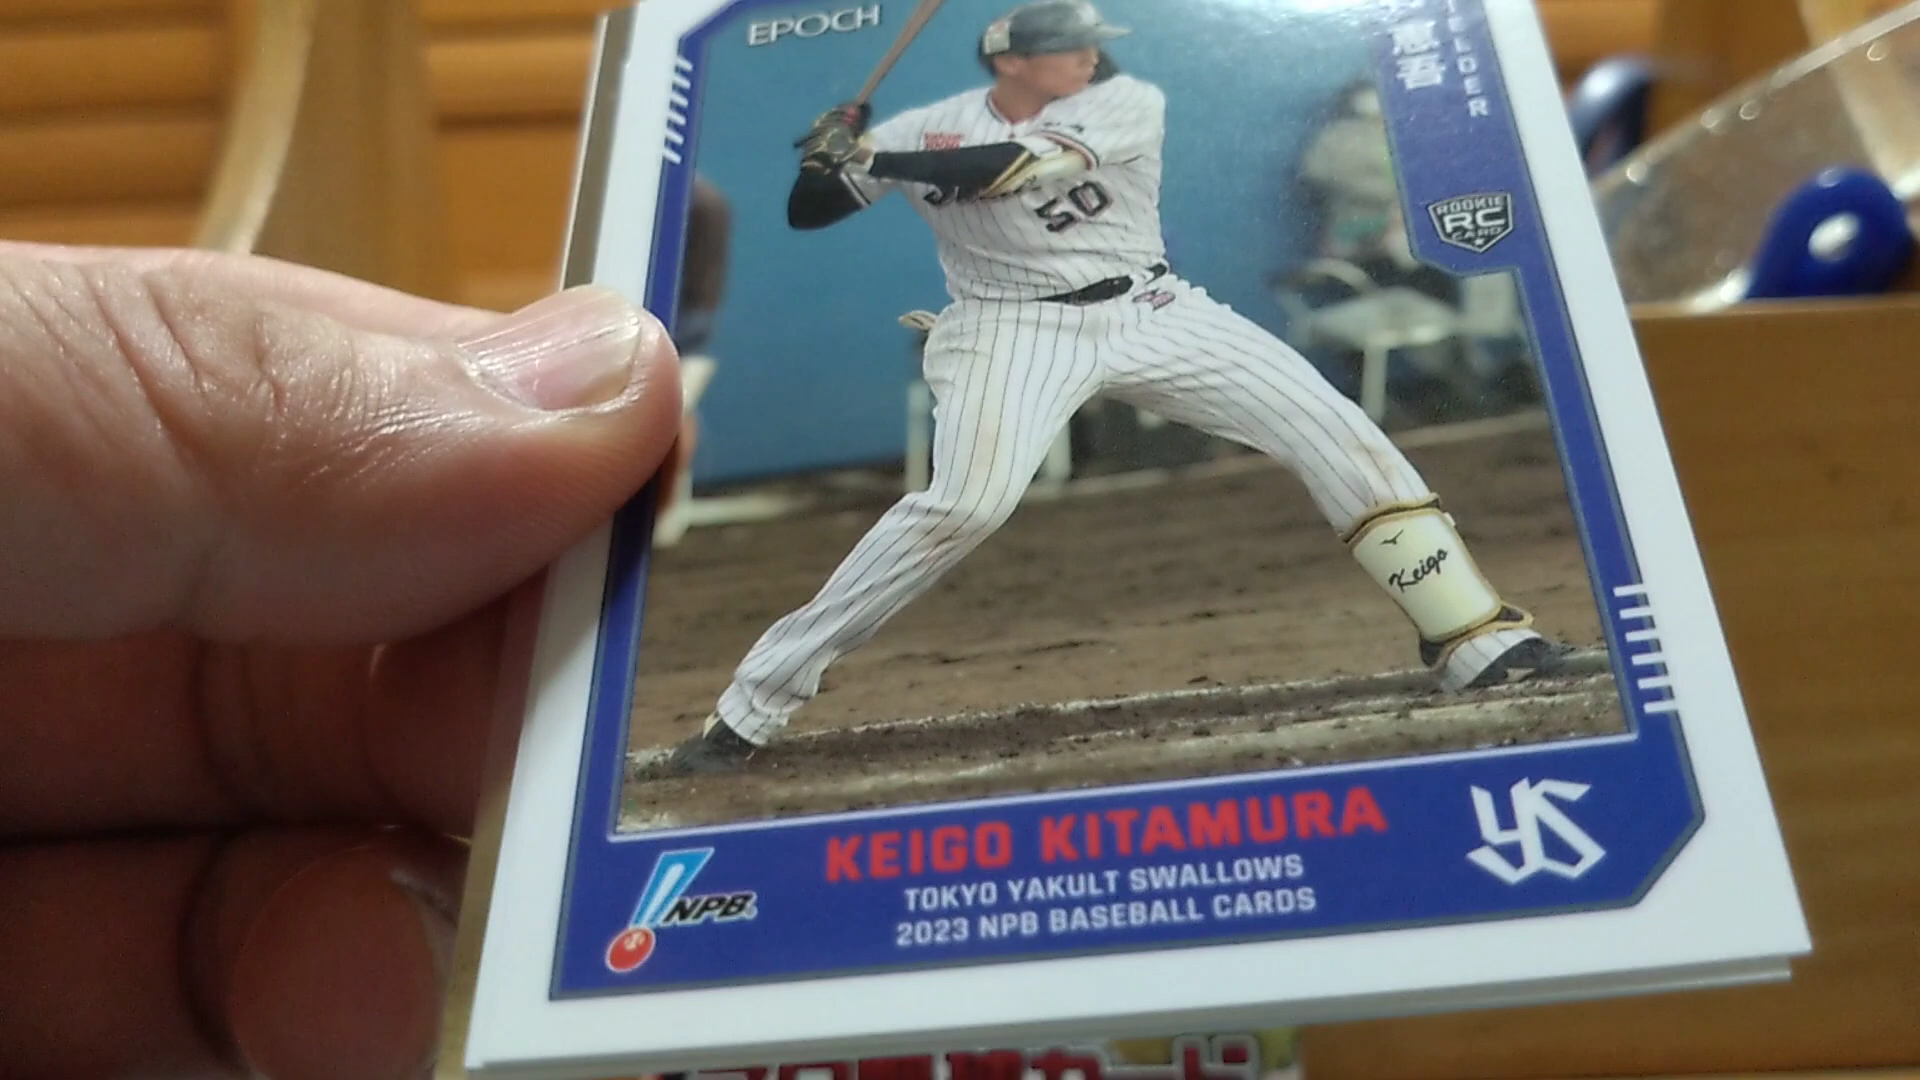 EPOCH
恵吾
IELDER
ROOKIE
RC
CARD
50
Keigo
KEIGO KITAMURA
TOKYO YAKULT SWALLOWS
2023 NPB BASEBALL CARDS
NPB
YS